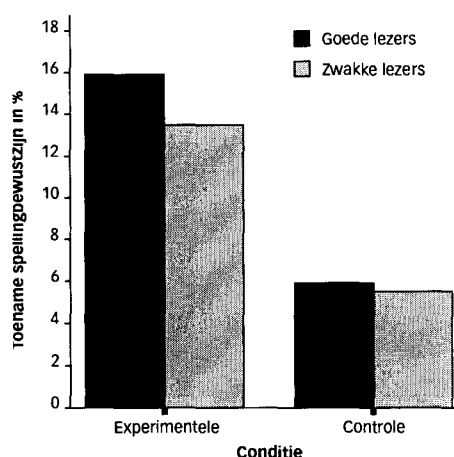 Toename spellingbewustzijn in %
18
16
14
12
10
8
6
4
2
0
Goede lezers
Zwakke lezers
Experimentele
Controle
Conditie